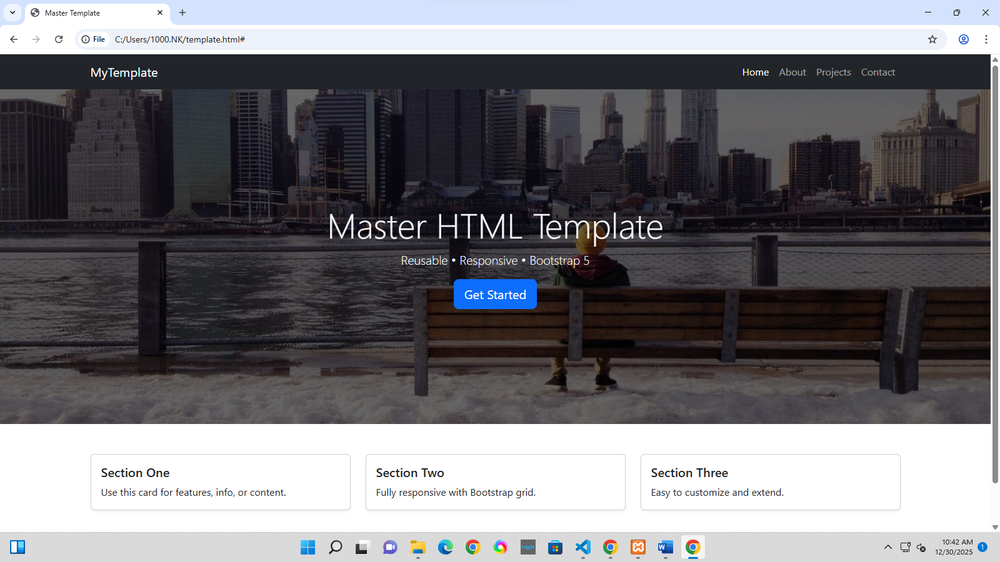 Master Template
File C:/Users/1000.NK/template.html#
MyTemplate
Home About Projects Contact
Master HTML Template
Reusable • Responsive • Bootstrap 5
Get Started
Section One
Use this card for features, info, or content.
Section Two
Fully responsive with Bootstrap grid.
Section Three
Easy to customize and extend.
kaggle
W
10:42 AM
12/30/2025
1